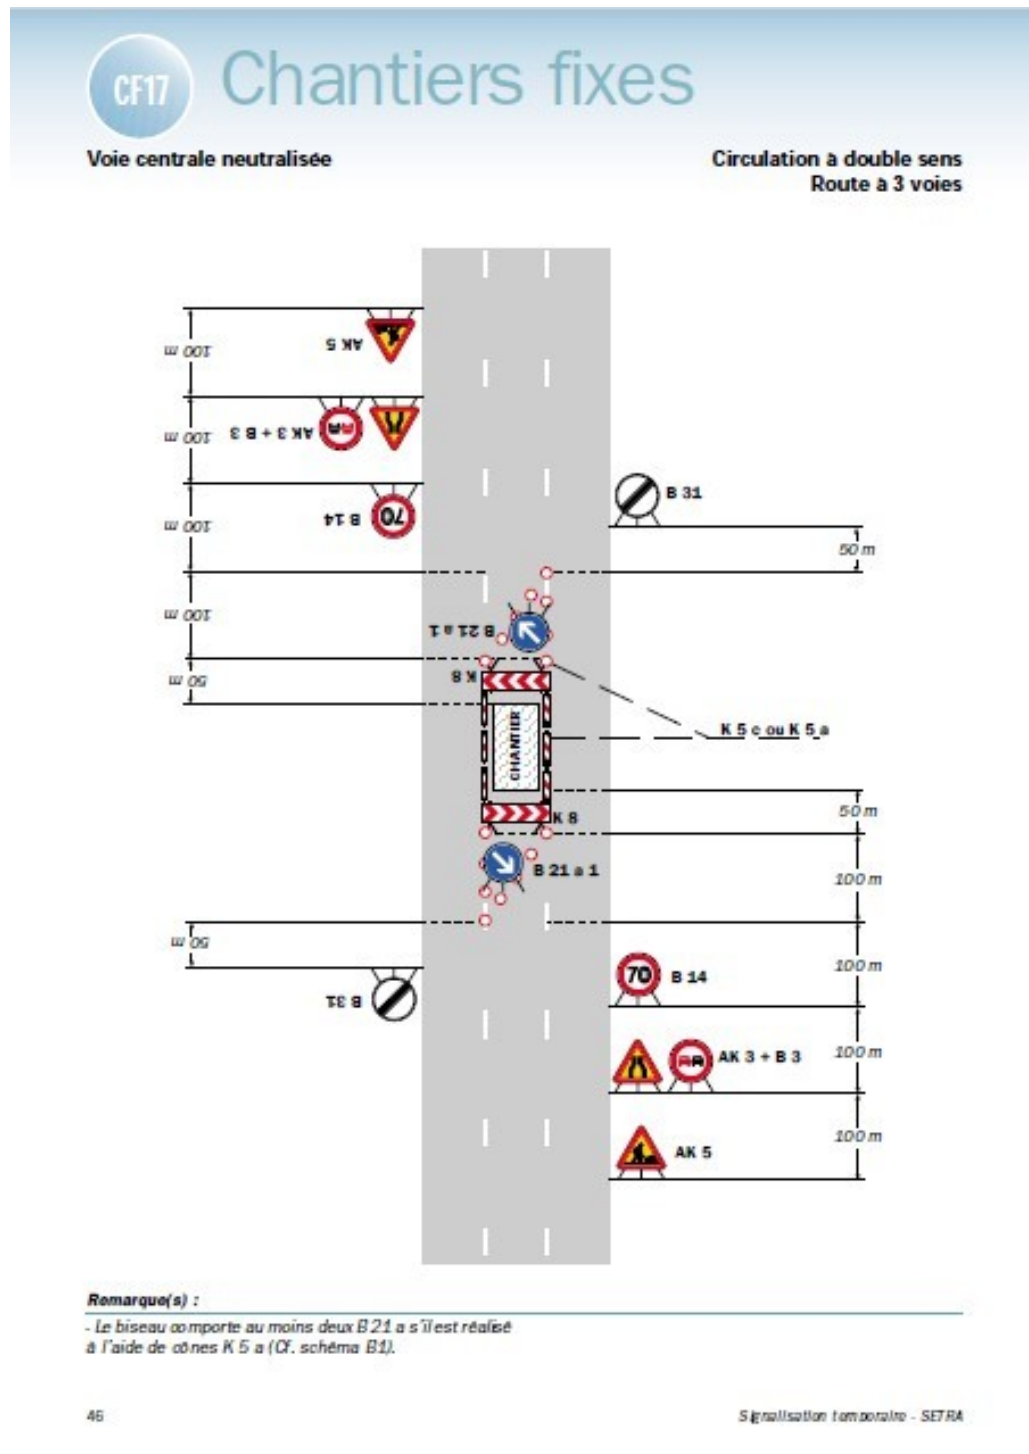 CF17
Chantiers fixes
Voie centrale neutralisée
Circulation à double sens
Route à 3 voies
100 m
AK 5
100 m
AK 3 + B 3
100 m
B 14
70
B 31
50 m
100 m
B 21 a 1
50 m
K 8
CHANTIER
K 5 c ou K 5 a
50 m
K 8
B 21 a 1
100 m
50 m
B 31
70
B 14
100 m
AK 3 + B 3
100 m
AK 5
100 m
Remarque(s) :
- Le biseau comporte au moins deux B 21 a s'il est réalisé
à l'aide de cônes K 5 a (Cf. schéma B1).
46
Signalisation temporaire - SETRA